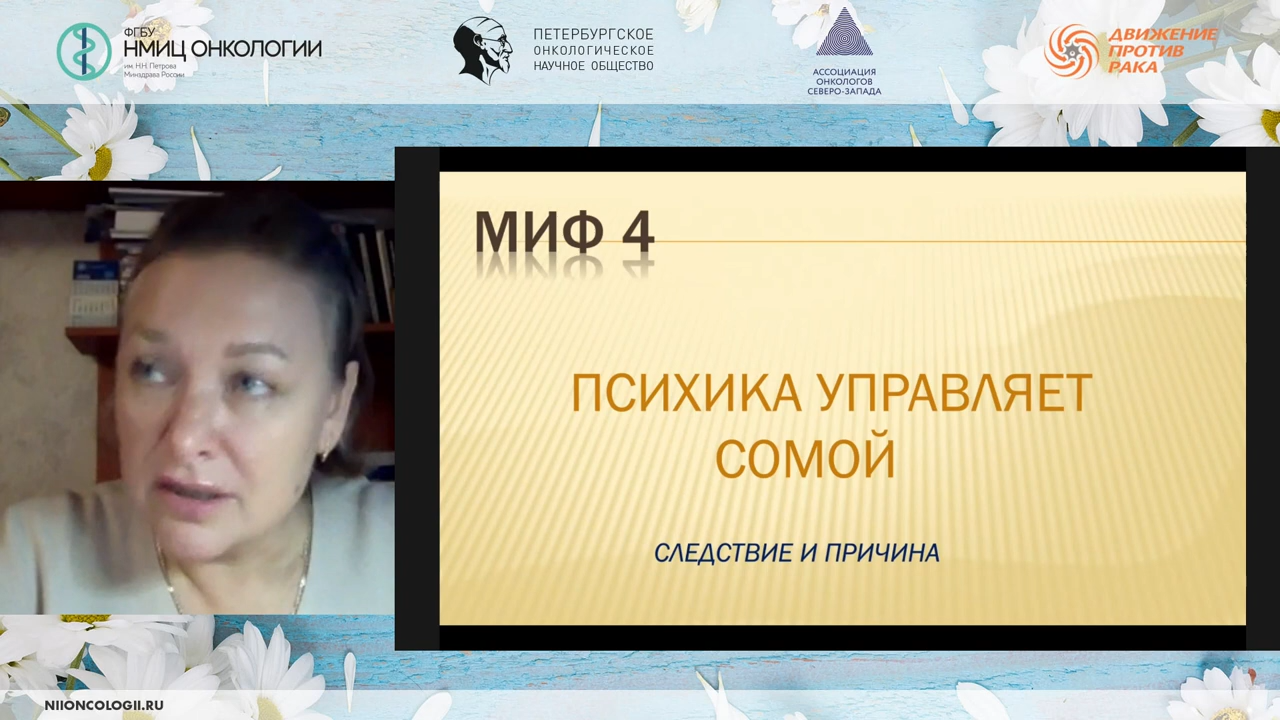 ФГБУ
НМИЦ ОНКОЛОГИИ
им. Н.Н. Петрова
Минздрава России
ПЕТЕРБУРГСКОЕ
ОНКОЛОГИЧЕСКОЕ
НАУЧНОЕ ОБЩЕСТВО
АССОЦИАЦИЯ
ОНКОЛОГОВ
СЕВЕРО-ЗАПАДА
ДВИЖЕНИЕ
ПРОТИВ
РАКА
МИФ 4
ПСИХИКА УПРАВЛЯЕТ
СОМОЙ
СЛЕДСТВИЕ И ПРИЧИНА
NIIONCOLOGII.RU